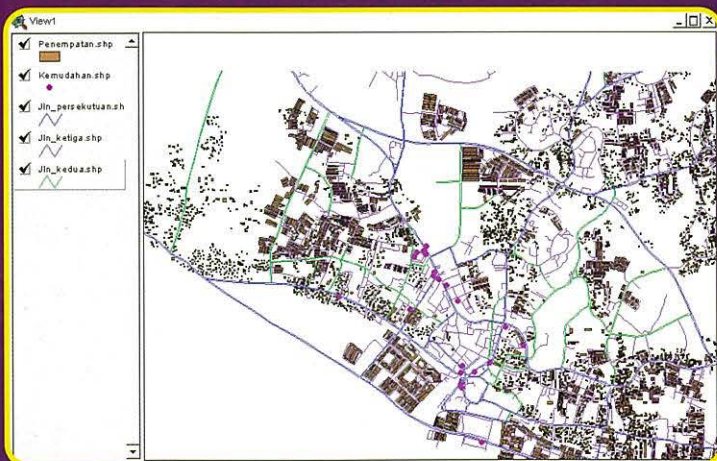 View1
Penempatan.shp
Kemudahan.shp
Jln_persekutuan.sh
Jln_ketiga.shp
Jln_kedua.shp